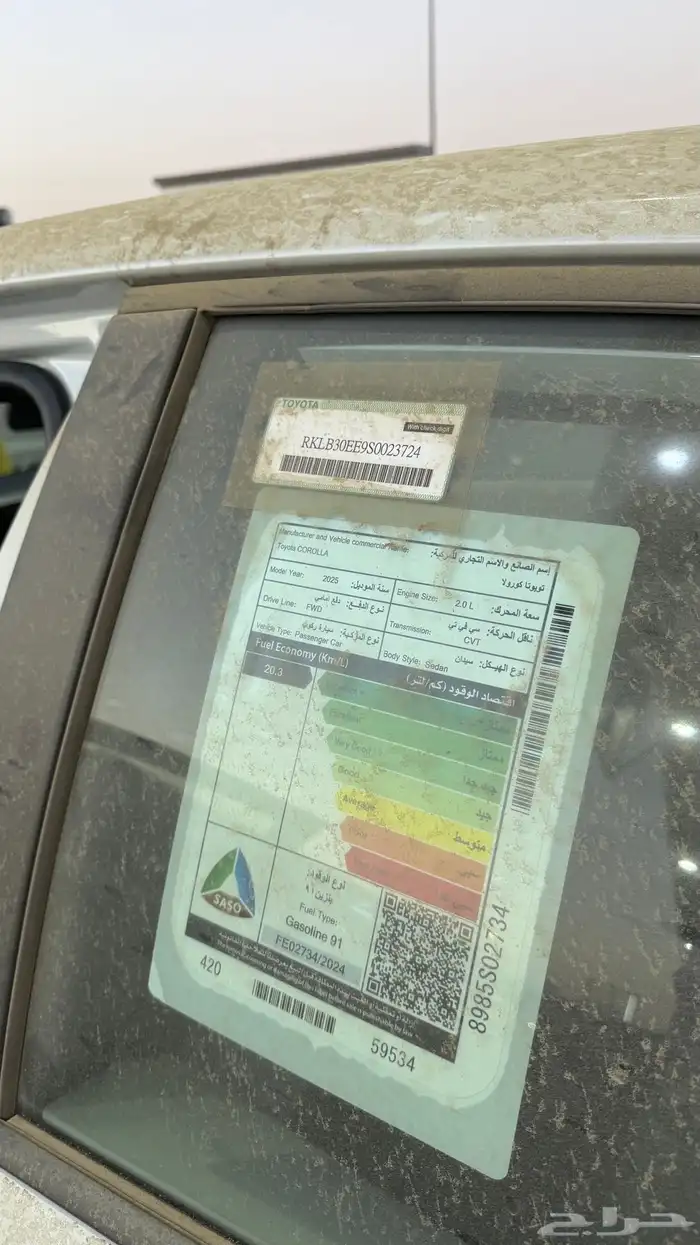 TOYOTA
With check digit
RKLB30EE9S0023724
Manufacturer and Vehicle commercial Name:
إسم الصانع والاسم التجاري للمركبة:
Toyota COROLLA
تويوتا كورولا
Model Year: 2025 سنة الموديل:
Engine Size: 2.0 L سعة المحرك:
Drive Line: FWD نوع الدفع: دفع أمامي
Transmission: CVT ناقل الحركة: سي في تي
Vehicle Type: Passenger Car نوع المركبة: سيارة ركوب
Body Style: Sedan نوع الهيكل: سيدان
Fuel Economy (Km/L)
اقتصاد الوقود (كم/لتر)
20.3
ممتاز
Very Good جيد جدا
Good جيد
Average متوسط
نوع الوقود:
بنزين ٩١
Fuel Type:
Gasoline 91
FE02734/2024
SASO
420
59534
8985S02734
حراج